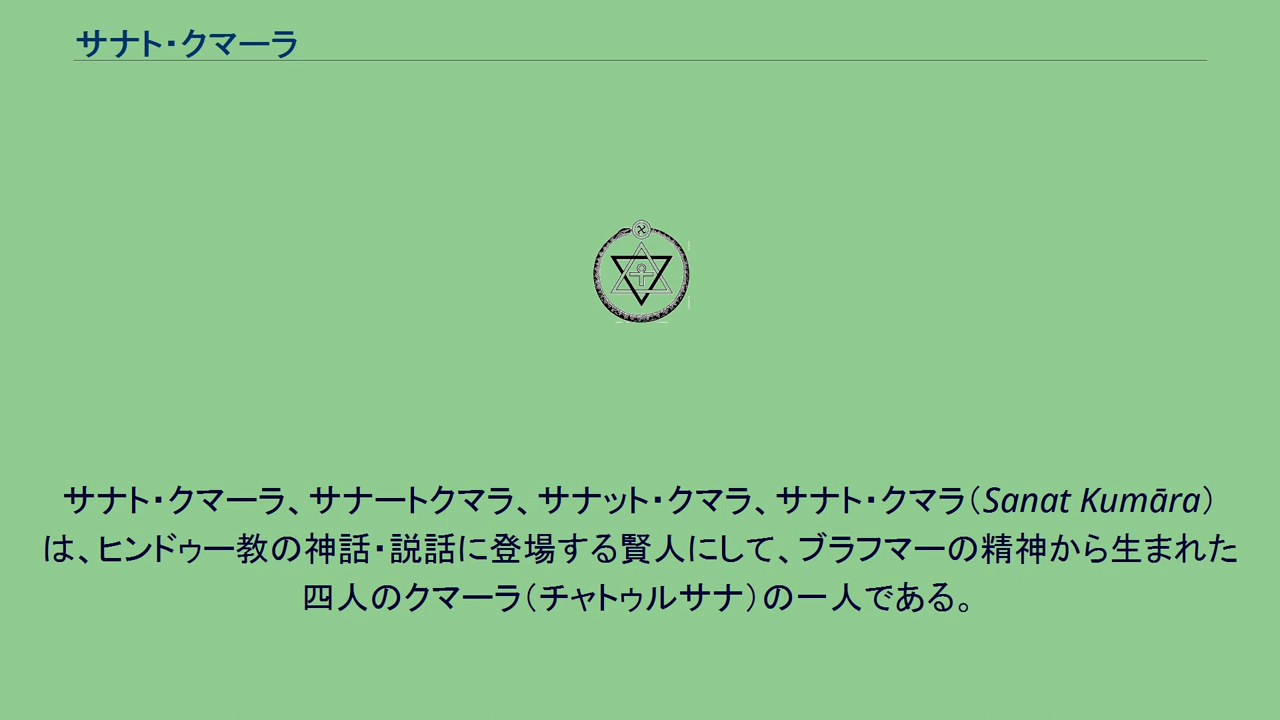 サナト・クマーラ
サナト・クマーラ、サナートクマラ、サナット・クマラ、サナト・クマラ（Sanat Kumāra）
は、ヒンドゥー教の神話・説話に登場する賢人にして、ブラフマーの精神から生まれた
四人のクマーラ（チャトゥルサナ）の一人である。